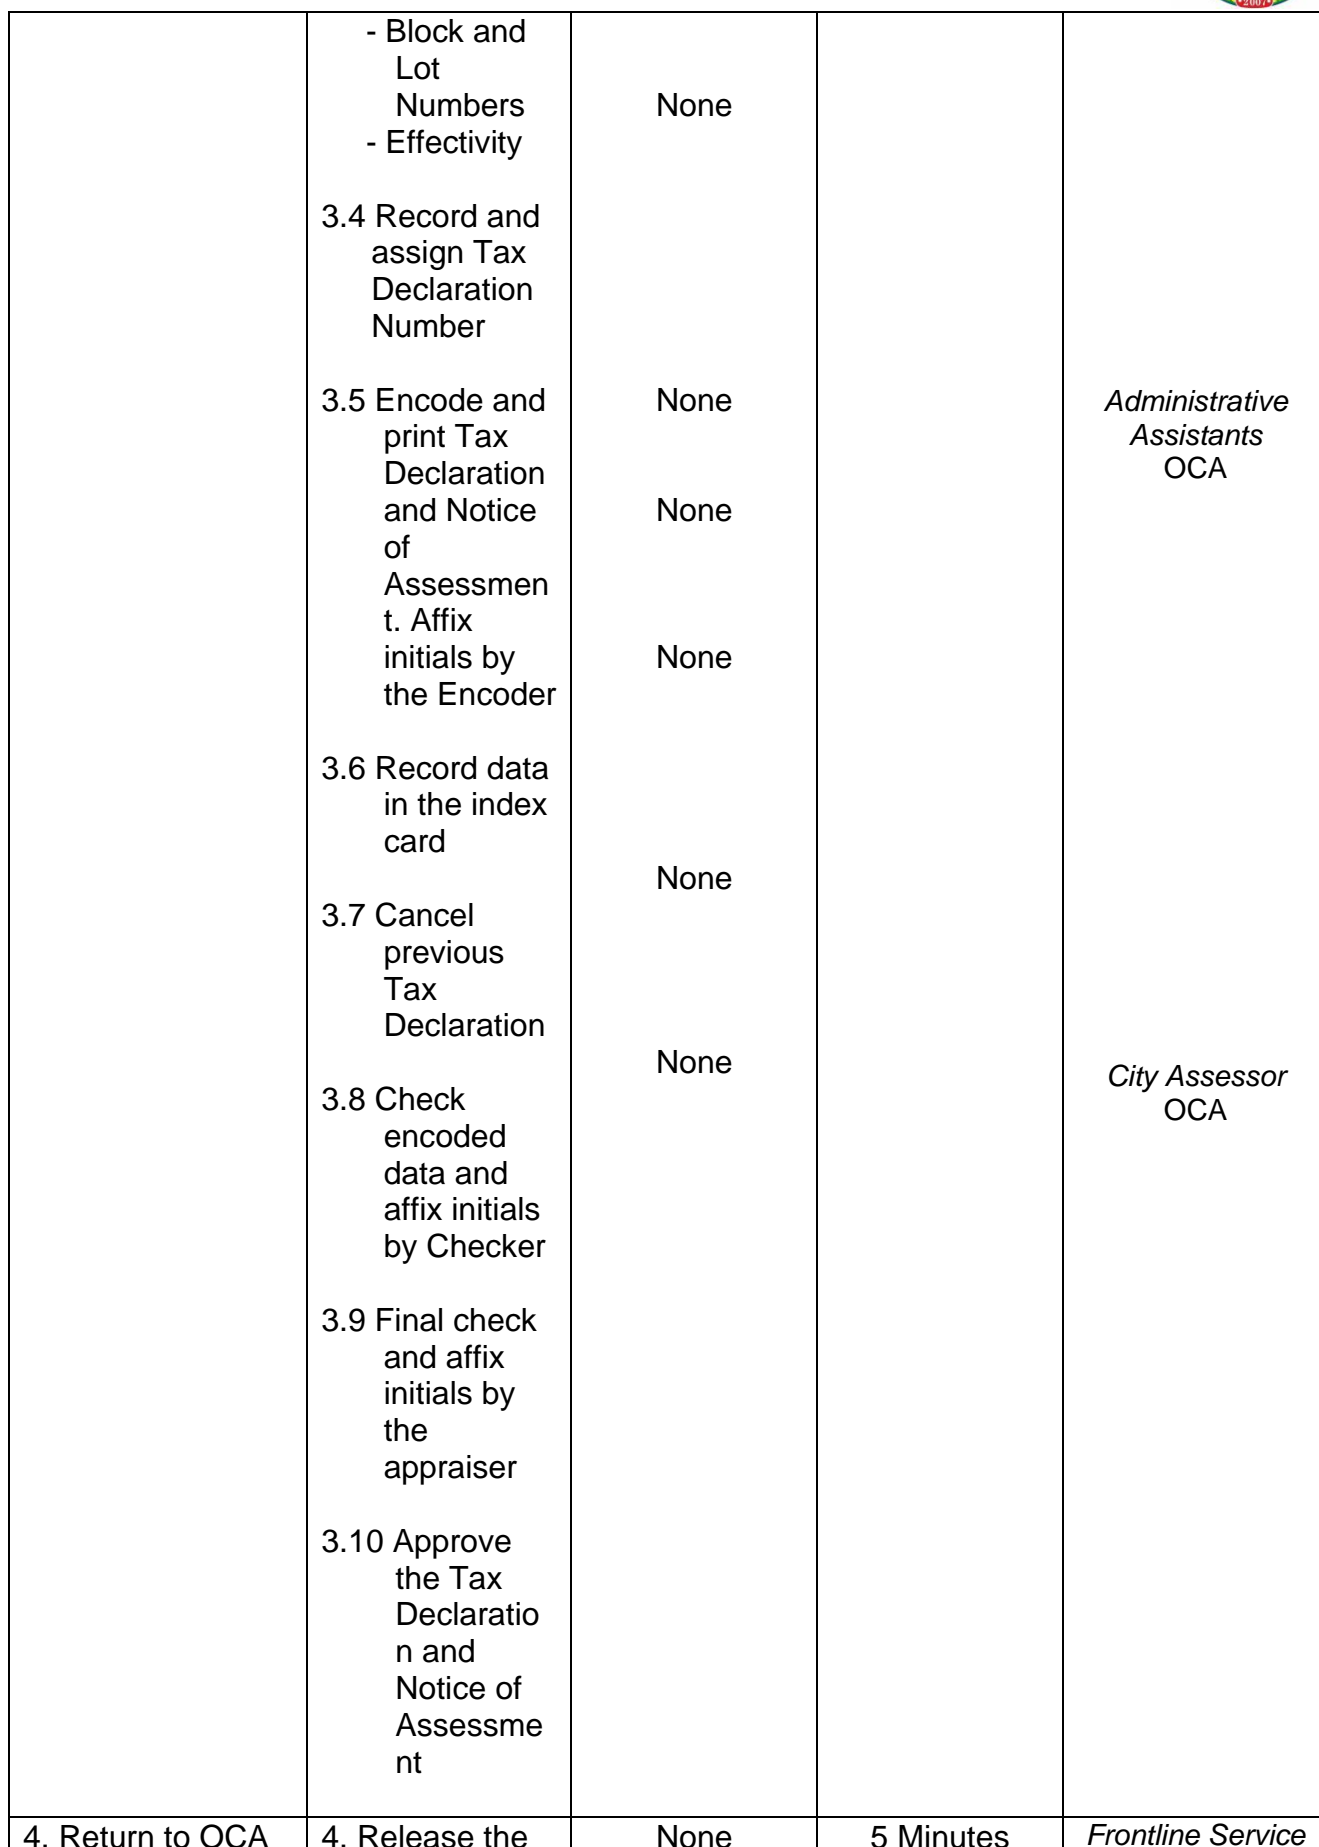 2007
- Block and
Lot
Numbers
- Effectivity
3.4 Record and
assign Tax
Declaration
Number
3.5 Encode and
print Tax
Declaration
and Notice
of
Assessmen
t. Affix
initials by
the Encoder
3.6 Record data
in the index
card
3.7 Cancel
previous
Tax
Declaration
3.8 Check
encoded
data and
affix initials
by Checker
3.9 Final check
and affix
initials by
the
appraiser
3.10 Approve
the Tax
Declaratio
n and
Notice of
Assessme
nt
None
None
None
None
None
None
Administrative
Assistants
OCA
City Assessor
OCA
4. Return to OCA
4. Release the
None
5 Minutes
Frontline Service